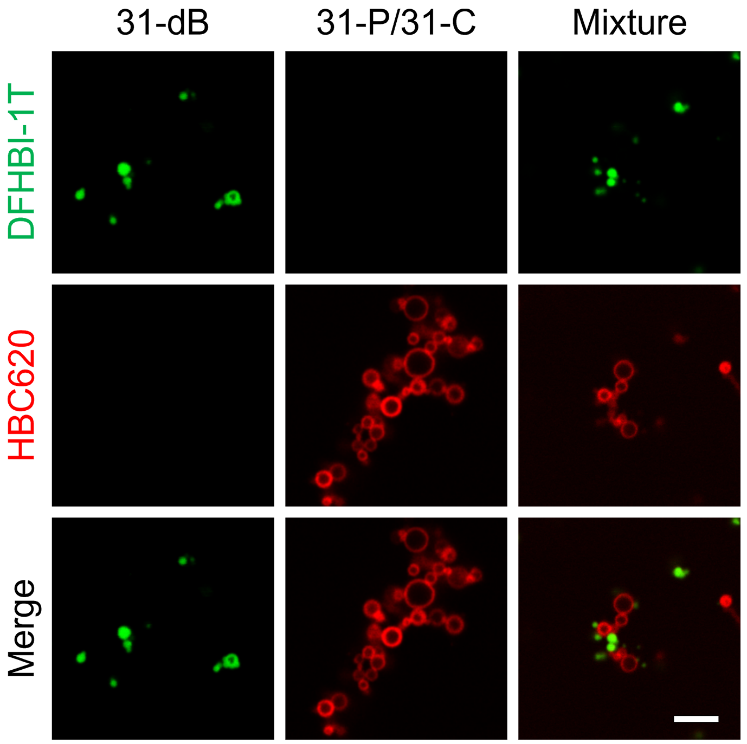 31-dB
31-P/31-C
Mixture
DFHBI-1T
HBC620
Merge